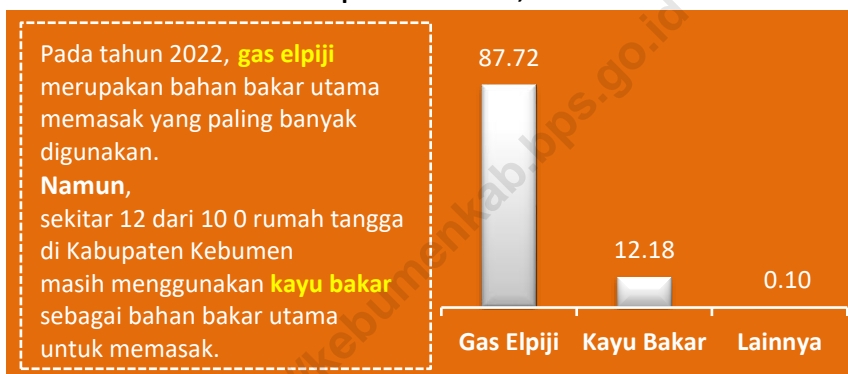 Pada tahun 2022, gas elpiji
merupakan bahan bakar utama
memasak yang paling banyak
digunakan.
Namun,
sekitar 12 dari 10 0 rumah tangga
di Kabupaten Kebumen
masih menggunakan kayu bakar
sebagai bahan bakar utama
untuk memasak.
87.72
12.18
0.10
Gas Elpiji Kayu Bakar Lainnya
/kebumenkab.bps.go.id